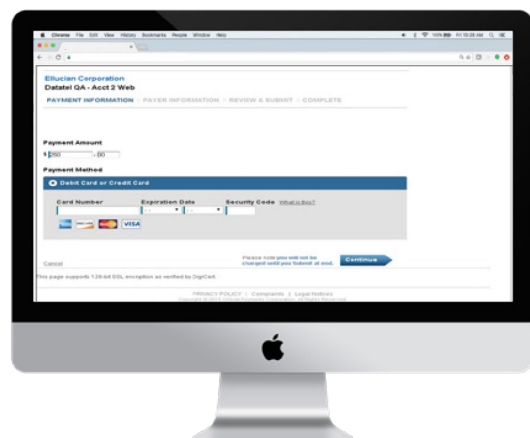 Chrome File Edit View History Bookmarks People Window Help
Ellucian Corporation
Datatel QA - Acct 2 Web
PAYMENT INFORMATION > PAYER INFORMATION > REVIEW & SUBMIT > COMPLETE
Payment Amount
$ 250 . 00
Payment Method
Debit Card or Credit Card
Card Number Expiration Date Security Code What is this?
VISA
Please note you will not be
charged until you Submit at end.
Continue
Cancel
This page supports 128-bit SSL encryption as verified by DigiCert.
PRIVACY POLICY | Complaints | Legal Notices